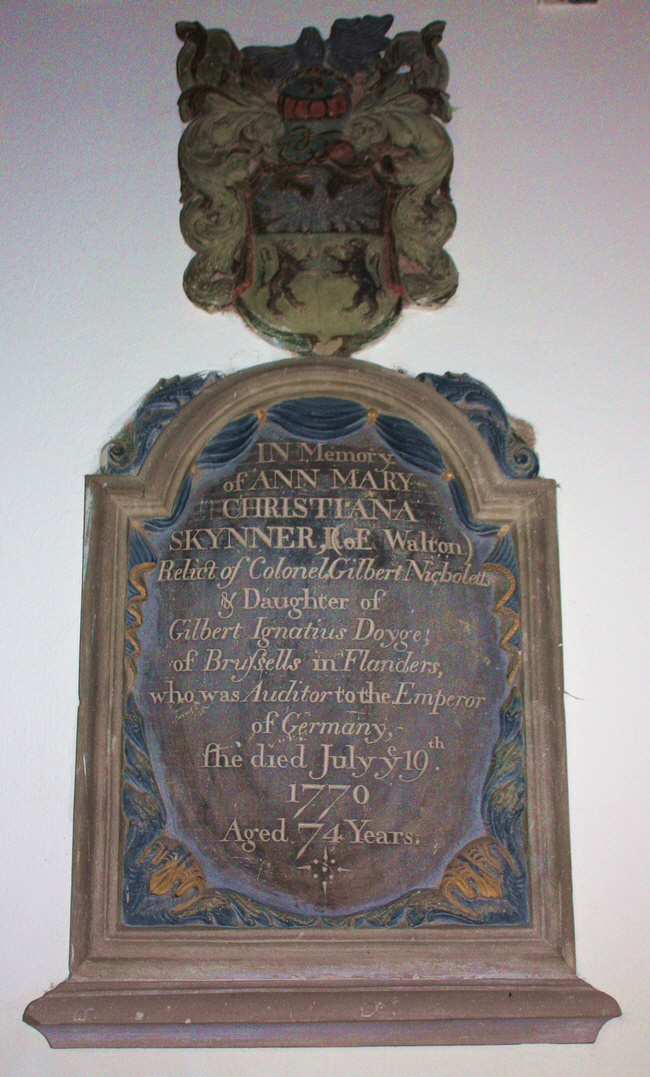 IN Memory
of ANN MARY
CHRISTIANA
SKYNNER, (of E Walton)
Relict of Colonel Gilbert Nicholetts
& Daughter of
Gilbert Ignatius Doyge,
of Bruſsells in Flanders,
who was Auditor to the Emperor
of Germany,
ſhe died July yͤ 19th.
1770
Aged 74 Years.